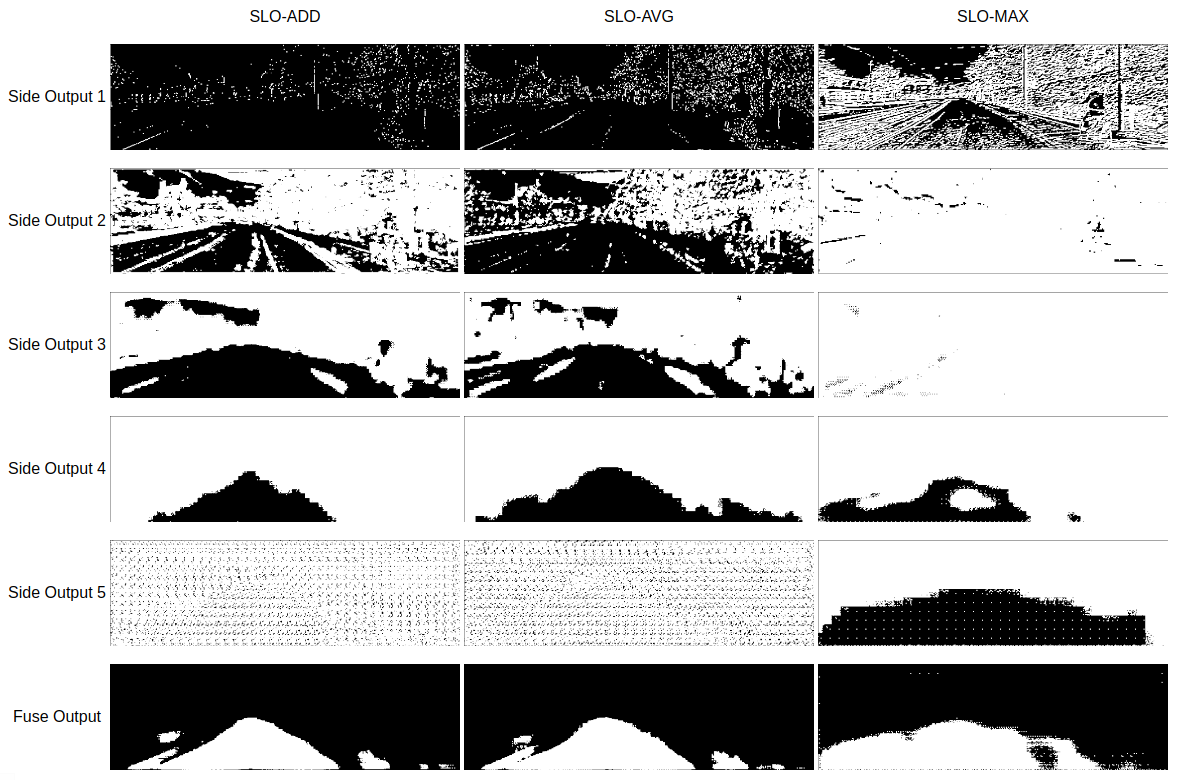 SLO-ADD SLO-AVG SLO-MAX
Side Output 1
Side Output 2
Side Output 3
Side Output 4
Side Output 5
Fuse Output